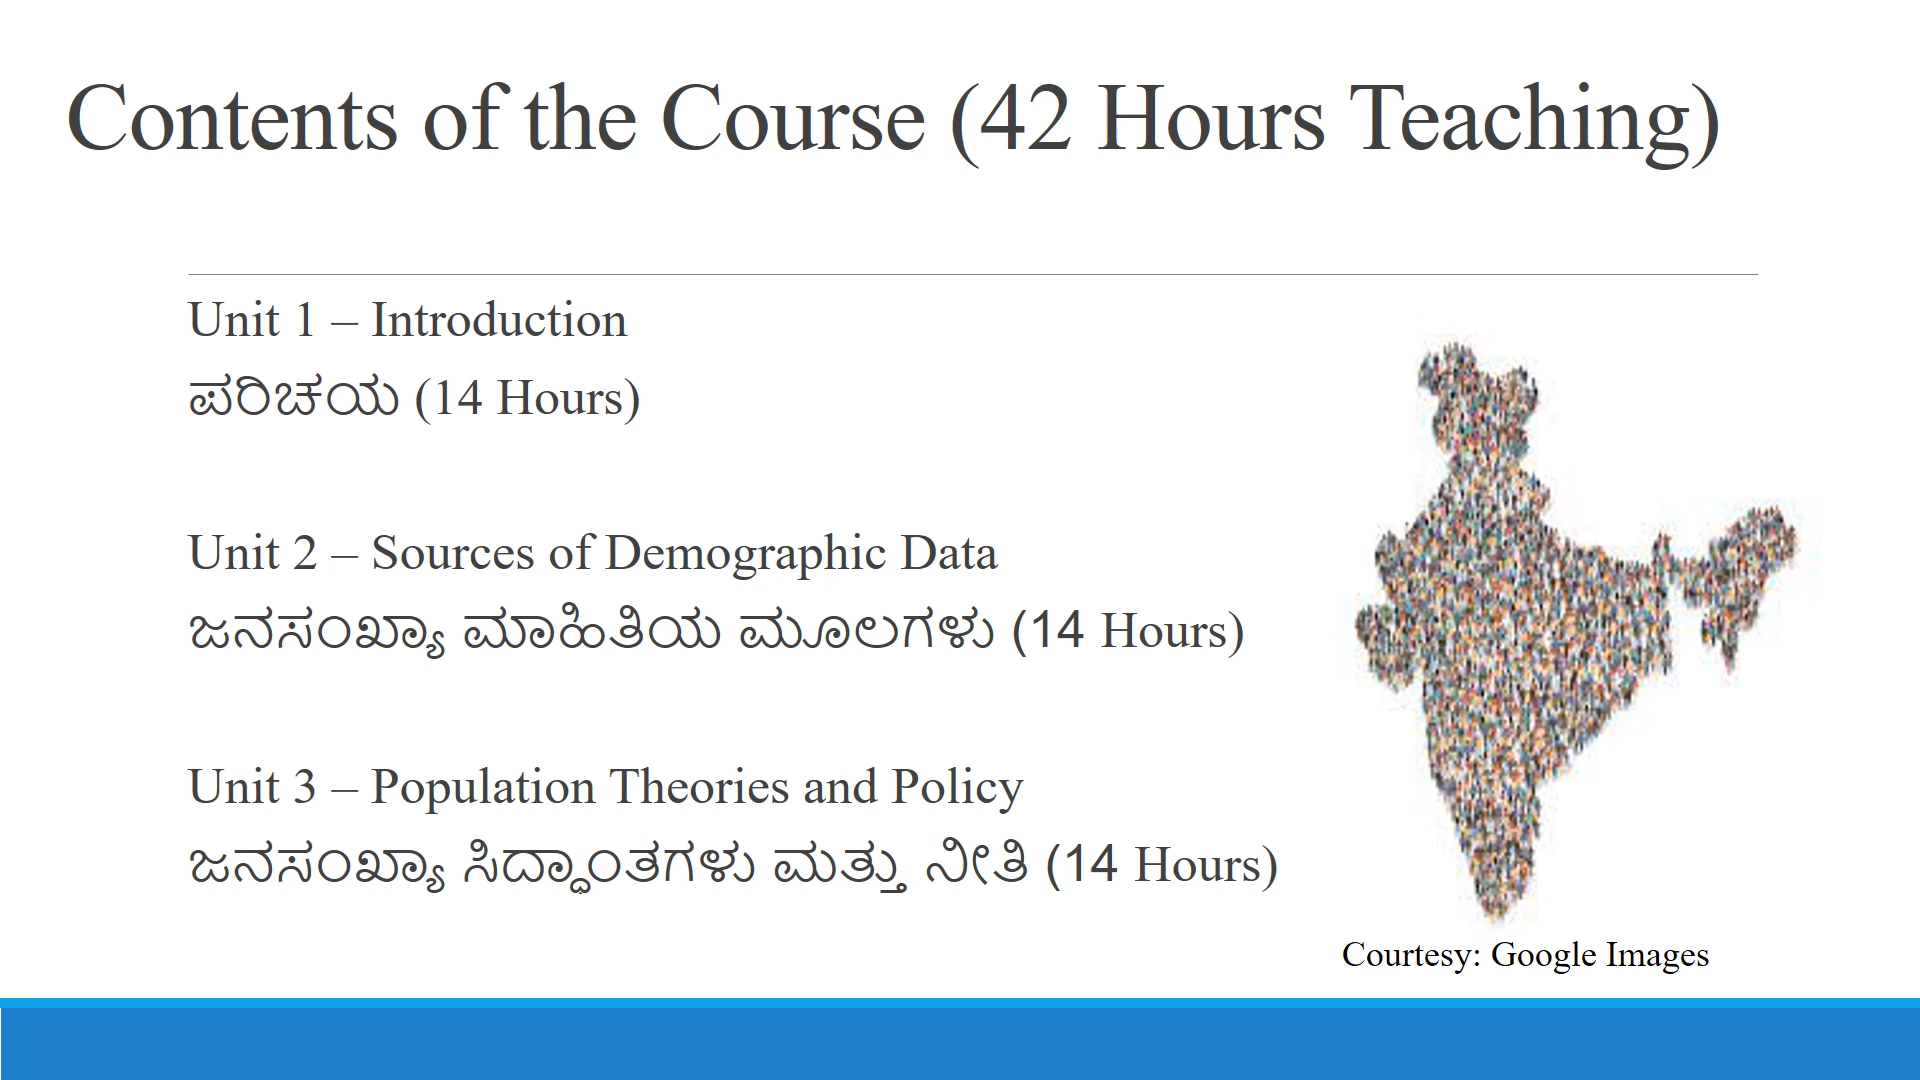 Contents of the Course (42 Hours Teaching)
Unit 1 – Introduction
ಪರಿಚಯ (14 Hours)
Unit 2 – Sources of Demographic Data
ಜನಸಂಖ್ಯಾ ಮಾಹಿತಿಯ ಮೂಲಗಳು (14 Hours)
Unit 3 – Population Theories and Policy
ಜನಸಂಖ್ಯಾ ಸಿದ್ಧಾಂತಗಳು ಮತ್ತು ನೀತಿ (14 Hours)
Courtesy: Google Images